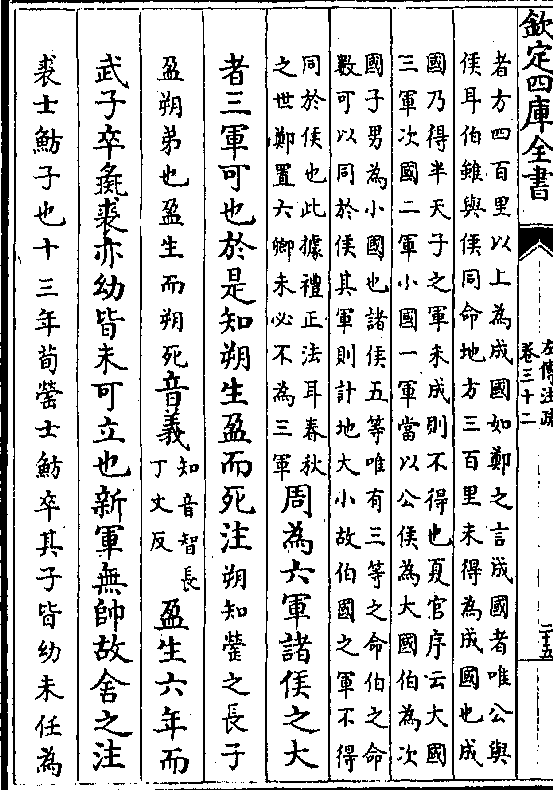 欽定四庫全書
左傳注疏
卷三十二
二十五
者方四百里以上為成國如鄭之言成國者唯公與
侯耳伯雖與侯同命地方三百里未得為成國也成
國乃得半天子之軍未成則不得也夏官序云大國
三軍次國二軍小國一軍當以公侯為大國伯為次
國子男為小國也諸侯五等唯有三等之命伯之命
數可以同於侯其軍則計地大小故伯國之軍不得
同於侯也此據禮正法耳春秋
之世鄭置六卿未必不為三軍
周為六軍諸侯之大
者三軍可也於是知朔生盈而死注朔知罃之長子
盈朔弟也盈生而朔死音義知音智長
丁丈反
盈生六年而
武子卒彘裘亦幼皆未可立也新軍無帥故舍之注
裘士魴子也十三年荀罃士魴卒其子皆幼未任為